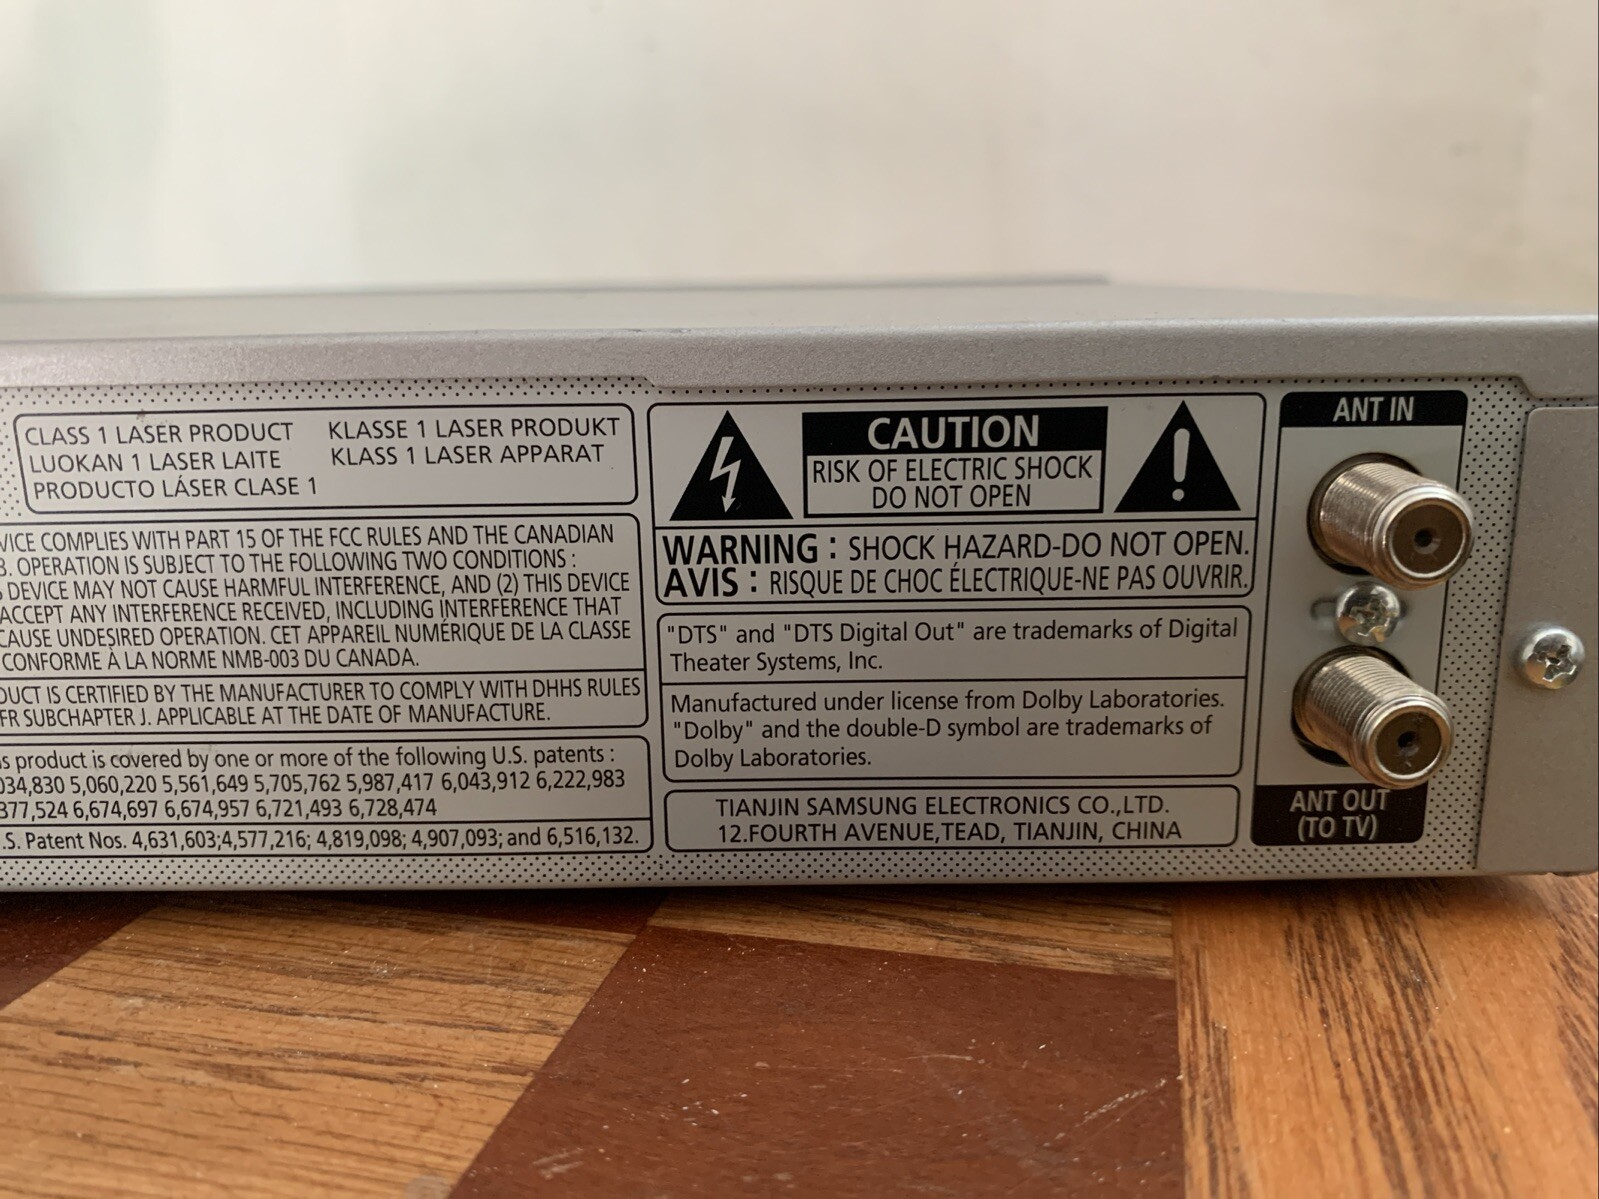 CLASS 1 LASER PRODUCT KLASSE 1 LASER PRODUKT
LUOKAN 1 LASER LAITE KLASS 1 LASER APPARAT
PRODUCTO LÁSER CLASE 1
COMPLIES WITH PART 15 OF THE FCC RULES AND THE CANADIAN
OPERATION IS SUBJECT TO THE FOLLOWING TWO CONDITIONS :
DEVICE MAY NOT CAUSE HARMFUL INTERFERENCE, AND (2) THIS DEVICE
ACCEPT ANY INTERFERENCE RECEIVED, INCLUDING INTERFERENCE THAT
CAUSE UNDESIRED OPERATION. CET APPAREIL NUMÉRIQUE DE LA CLASSE
CONFORME À LA NORME NMB-003 DU CANADA.
IS CERTIFIED BY THE MANUFACTURER TO COMPLY WITH DHHS RULES
SUBCHAPTER J. APPLICABLE AT THE DATE OF MANUFACTURE.
product is covered by one or more of the following U.S. patents :
5,060,220 5,561,649 5,705,762 5,987,417 6,043,912 6,222,983
6,674,697 6,674,957 6,721,493 6,728,474
Patent Nos. 4,631,603;4,577,216; 4,819,098; 4,907,093; and 6,516,132.
CAUTION
RISK OF ELECTRIC SHOCK
DO NOT OPEN
WARNING : SHOCK HAZARD-DO NOT OPEN.
AVIS : RISQUE DE CHOC ÉLECTRIQUE-NE PAS OUVRIR.
"DTS" and "DTS Digital Out" are trademarks of Digital
Theater Systems, Inc.
Manufactured under license from Dolby Laboratories.
"Dolby" and the double-D symbol are trademarks of
Dolby Laboratories.
TIANJIN SAMSUNG ELECTRONICS CO.,LTD.
12.FOURTH AVENUE,TEAD, TIANJIN, CHINA
ANT IN
ANT OUT
(TO TV)